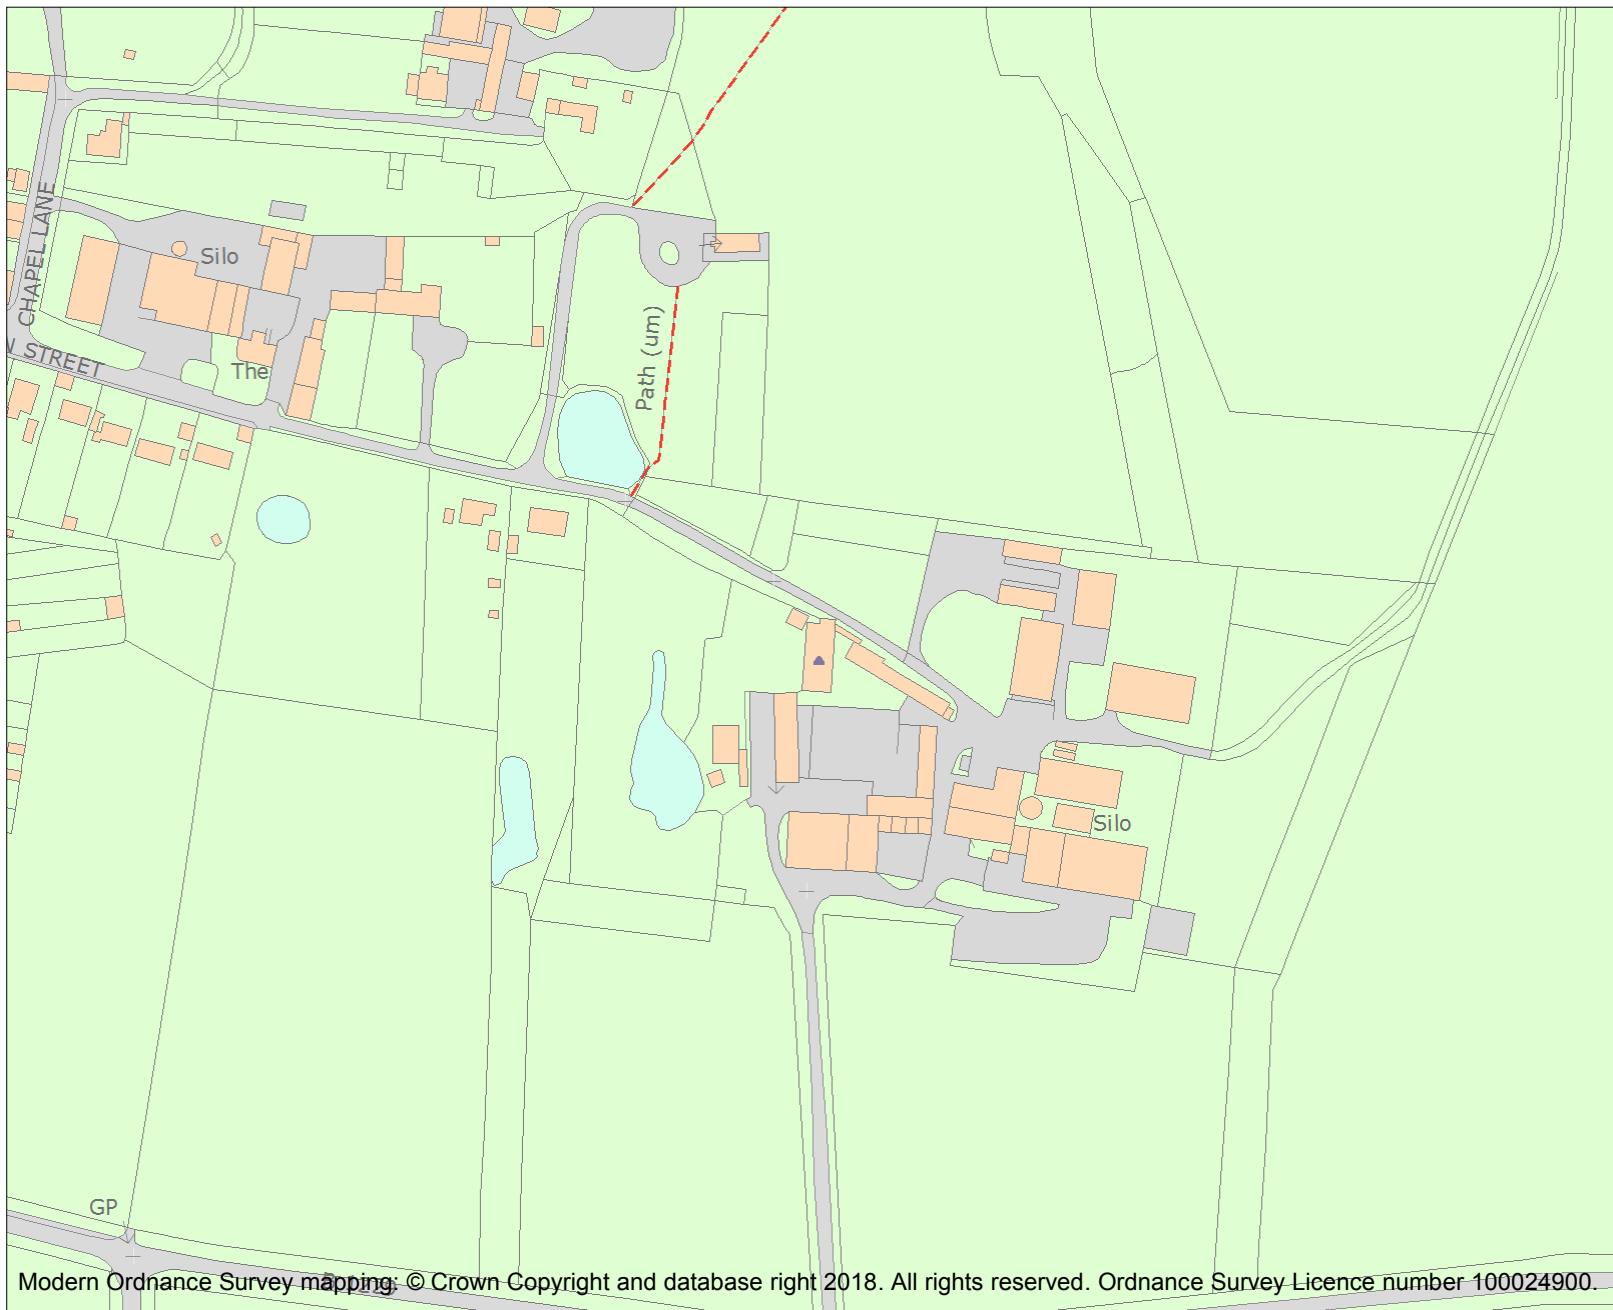 CHAPEL LANE
Silo
N STREET
The
Path (um)
Silo
GP
Modern Ordnance Survey mapping: © Crown Copyright and database right 2018. All rights reserved. Ordnance Survey Licence number 100024900.